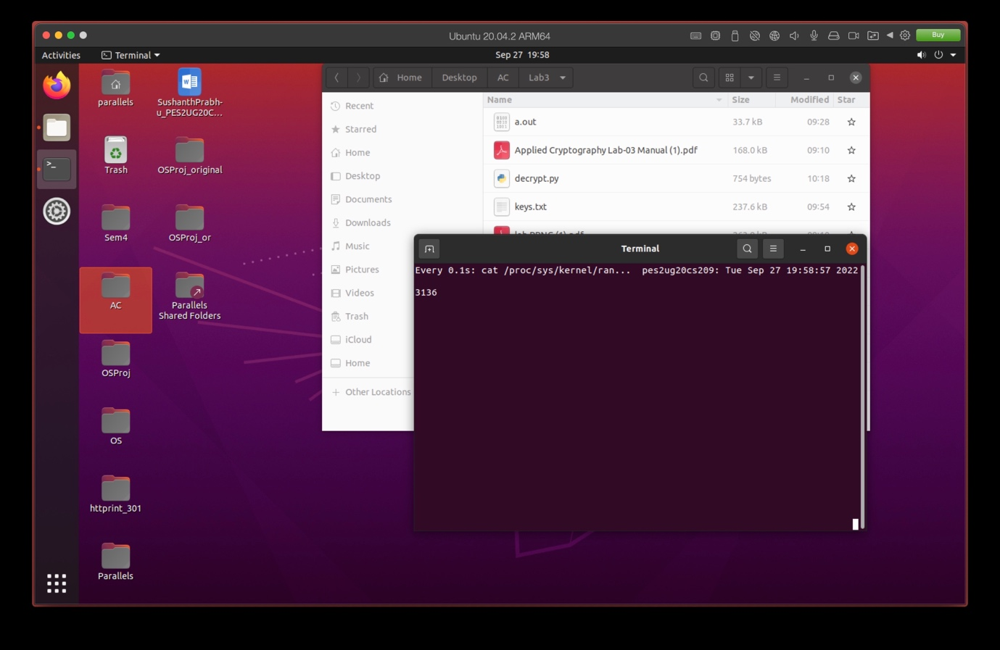 Ubuntu 20.04.2 ARM64
Buy
Activities
Terminal
Sep 27 19:58
parallels
SushanthPrabh-
u_PES2UG20C...
Trash
OSProj_original
Sem4
OSProj_or
AC
Parallels
Shared Folders
OSProj
OS
httprint_301
Parallels
Home
Desktop
AC
Lab3
Recent
Starred
Home
Desktop
Documents
Downloads
Music
Pictures
Videos
Trash
iCloud
Home
Other Locations
Name Size Modified Star
a.out 33.7 kB 09:28
Applied Cryptography Lab-03 Manual (1).pdf 168.0 kB 09:10
decrypt.py 754 bytes 10:18
keys.txt 237.6 kB 09:54
Terminal
Every 0.1s: cat /proc/sys/kernel/ran... pes2ug20cs209: Tue Sep 27 19:58:57 2022
3136